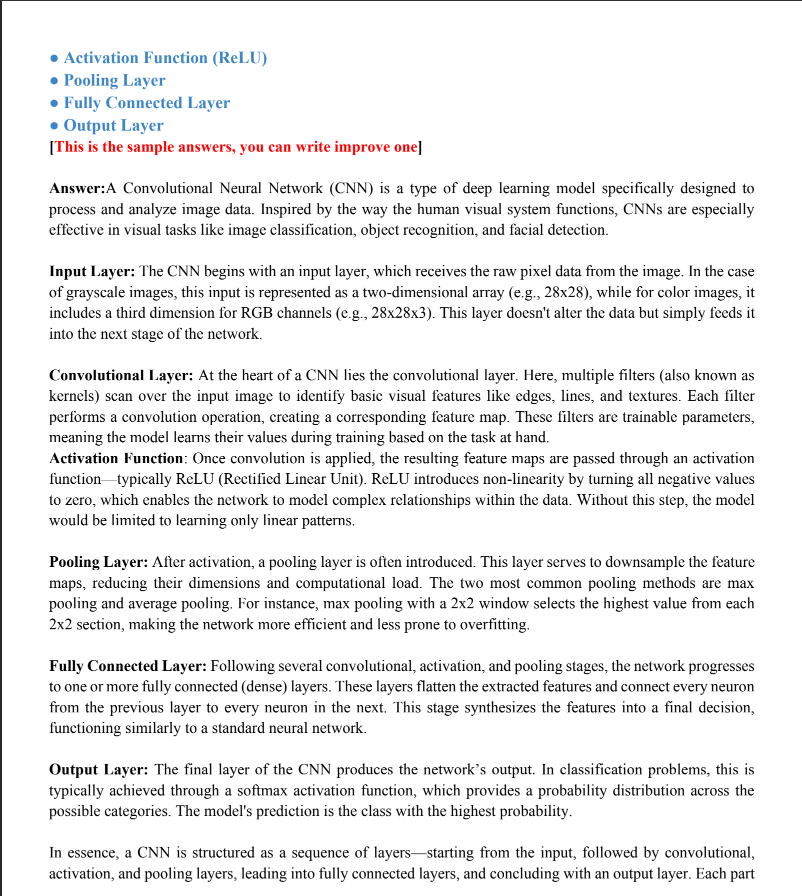 ● Activation Function (ReLU)
● Pooling Layer
● Fully Connected Layer
● Output Layer
[This is the sample answers, you can write improve one]
Answer:A Convolutional Neural Network (CNN) is a type of deep learning model specifically designed to
process and analyze image data. Inspired by the way the human visual system functions, CNNs are especially
effective in visual tasks like image classification, object recognition, and facial detection.
Input Layer: The CNN begins with an input layer, which receives the raw pixel data from the image. In the case
of grayscale images, this input is represented as a two-dimensional array (e.g., 28x28), while for color images, it
includes a third dimension for RGB channels (e.g., 28x28x3). This layer doesn't alter the data but simply feeds it
into the next stage of the network.
Convolutional Layer: At the heart of a CNN lies the convolutional layer. Here, multiple filters (also known as
kernels) scan over the input image to identify basic visual features like edges, lines, and textures. Each filter
performs a convolution operation, creating a corresponding feature map. These filters are trainable parameters,
meaning the model learns their values during training based on the task at hand.
Activation Function: Once convolution is applied, the resulting feature maps are passed through an activation
function—typically ReLU (Rectified Linear Unit). ReLU introduces non-linearity by turning all negative values
to zero, which enables the network to model complex relationships within the data. Without this step, the model
would be limited to learning only linear patterns.
Pooling Layer: After activation, a pooling layer is often introduced. This layer serves to downsample the feature
maps, reducing their dimensions and computational load. The two most common pooling methods are max
pooling and average pooling. For instance, max pooling with a 2x2 window selects the highest value from each
2x2 section, making the network more efficient and less prone to overfitting.
Fully Connected Layer: Following several convolutional, activation, and pooling stages, the network progresses
to one or more fully connected (dense) layers. These layers flatten the extracted features and connect every neuron
from the previous layer to every neuron in the next. This stage synthesizes the features into a final decision,
functioning similarly to a standard neural network.
Output Layer: The final layer of the CNN produces the network’s output. In classification problems, this is
typically achieved through a softmax activation function, which provides a probability distribution across the
possible categories. The model's prediction is the class with the highest probability.
In essence, a CNN is structured as a sequence of layers—starting from the input, followed by convolutional,
activation, and pooling layers, leading into fully connected layers, and concluding with an output layer. Each part